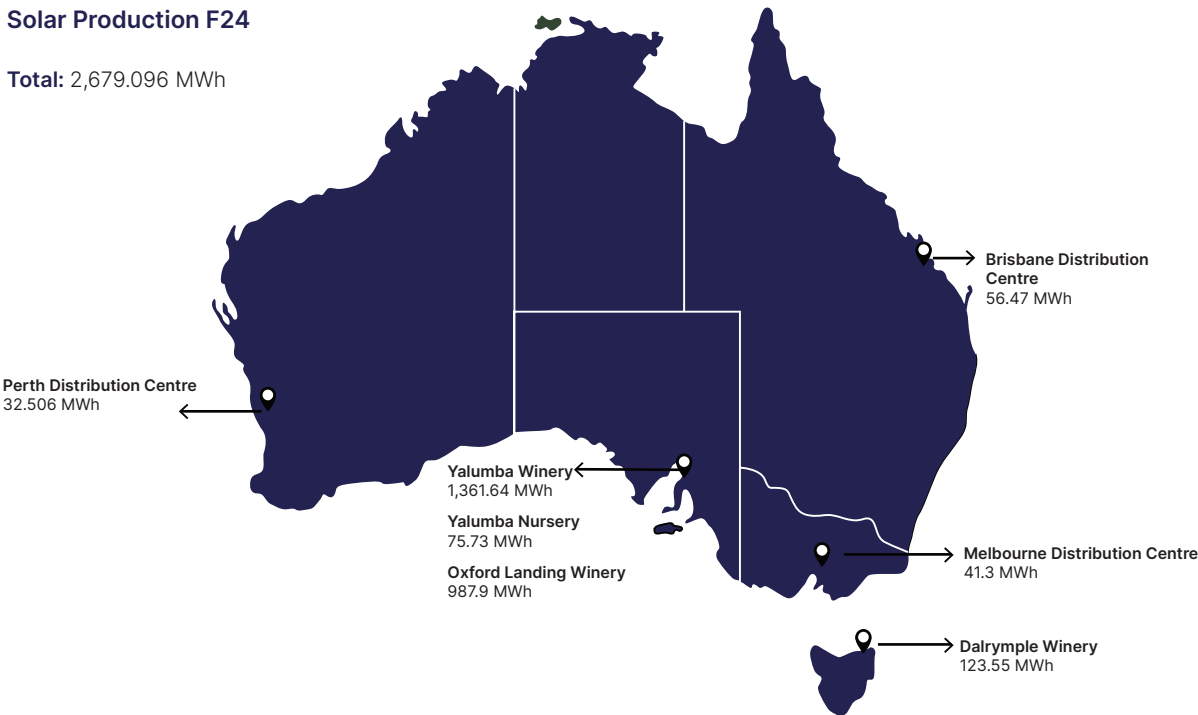 Solar Production F24
Total: 2,679.096 MWh
Brisbane Distribution
Centre
56.47 MWh
Perth Distribution Centre
32.506 MWh
Yalumba Winery
1,361.64 MWh
Yalumba Nursery
75.73 MWh
Oxford Landing Winery
987.9 MWh
Melbourne Distribution Centre
41.3 MWh
Dalrymple Winery
123.55 MWh